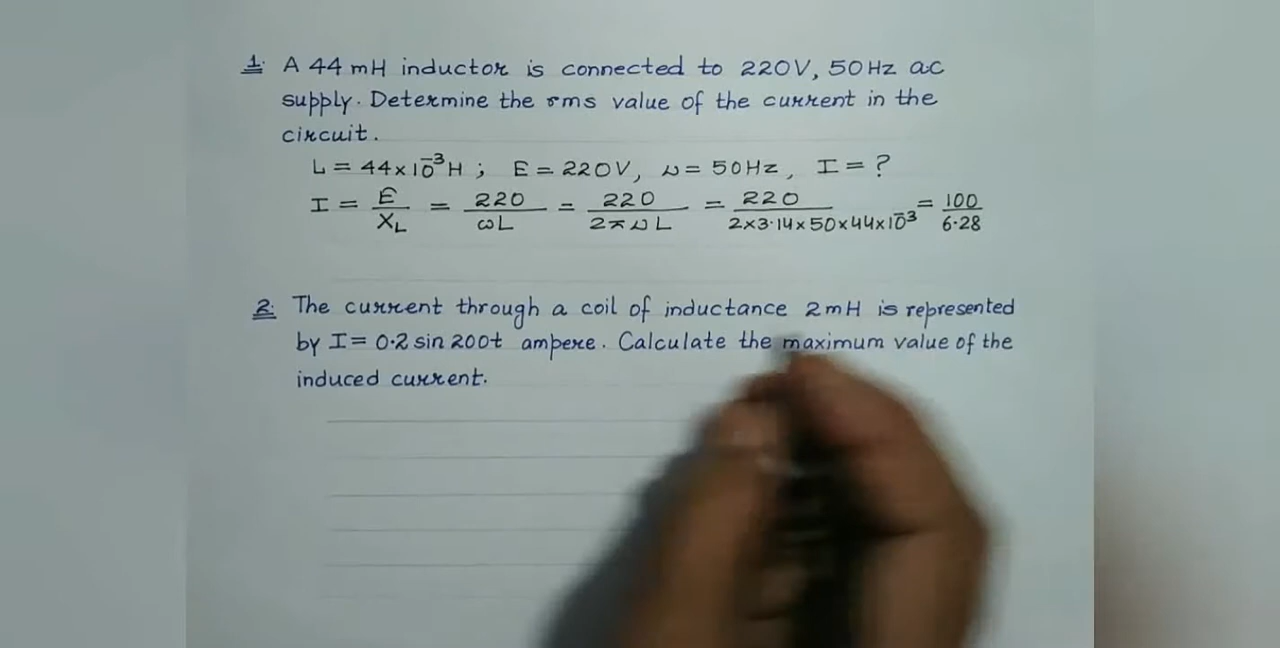 1. A 44 mH inductor is connected to 220V, 50Hz ac
supply. Determine the rms value of the current in the
circuit.
L = 44×10⁻³H ; E = 220V, ν = 50Hz, I = ?
I = E/X_L = 220/ωL = 220/2πνL = 220/2×3·14×50×44×10⁻³ = 100/6·28
2. The current through a coil of inductance 2mH is represented
by I = 0·2 sin 200t ampere. Calculate the maximum value of the
induced current.